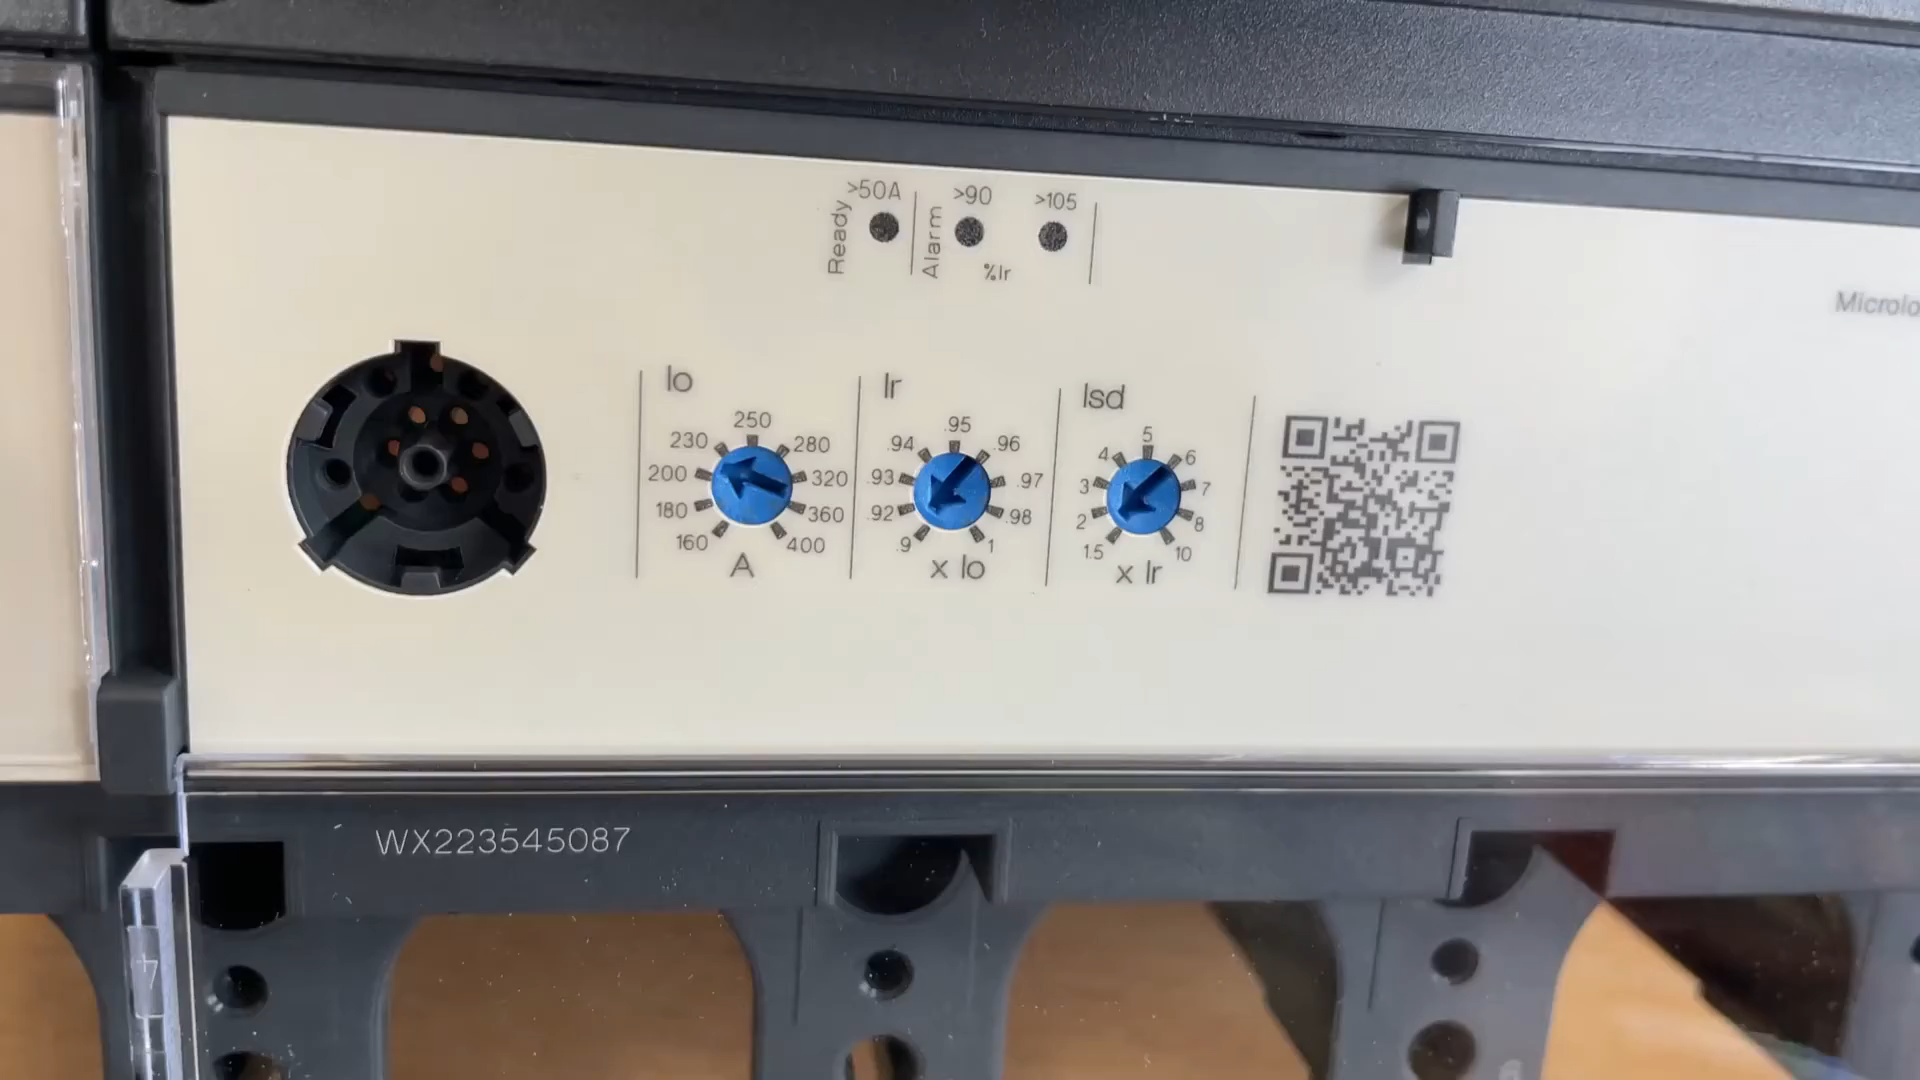 >50A >90 >105
Ready
Alarm
%Ir
Microlo
Io
250
230 280
200 320
180 360
160 400
A
Ir
.95
.94 .96
.93 .97
.92 .98
.9 1
x Io
Isd
5
4 6
3 7
2 8
1.5 10
x Ir
WX223545087